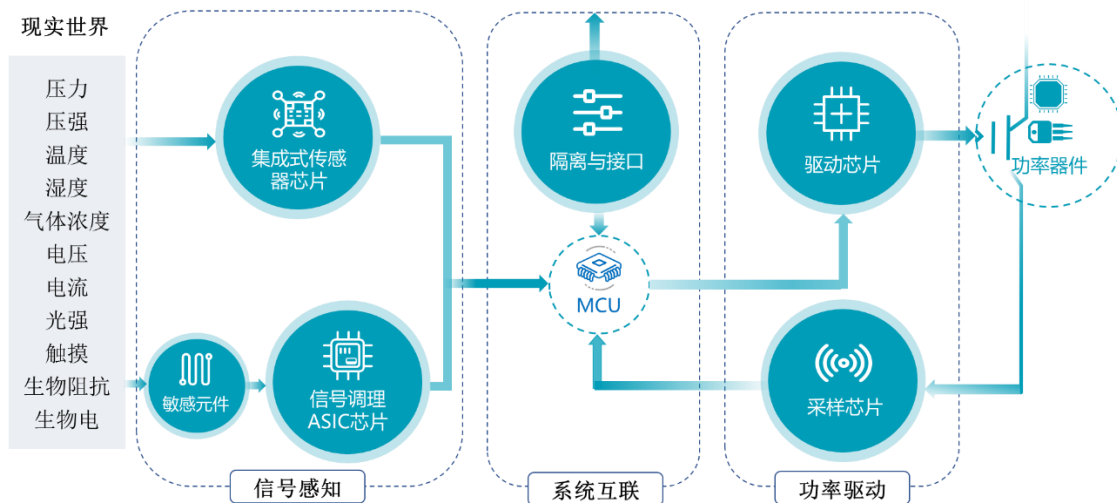 现实世界
压力
压强
温度
湿度
气体浓度
电压
电流
光强
触摸
生物阻抗
生物电
集成式传感
器芯片
敏感元件
信号调理
ASIC芯片
信号感知
隔离与接口
MCU
系统互联
驱动芯片
采样芯片
功率驱动
功率器件